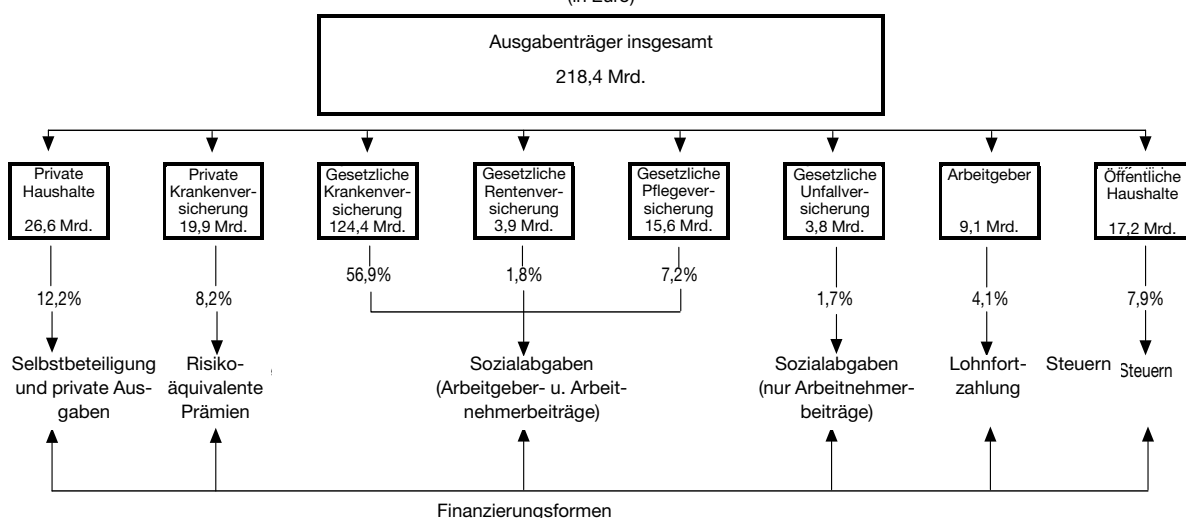 (in Euro)
Ausgabenträger insgesamt
218,4 Mrd.
Private
Haushalte
26,6 Mrd.
Private
Krankenver-
sicherung
19,9 Mrd.
Gesetzliche
Krankenver-
sicherung
124,4 Mrd.
Gesetzliche
Rentenver-
sicherung
3,9 Mrd.
Gesetzliche
Pflegever-
sicherung
15,6 Mrd.
Gesetzliche
Unfallver-
sicherung
3,8 Mrd.
Arbeitgeber
9,1 Mrd.
Öffentliche
Haushalte
17,2 Mrd.
12,2%
8,2%
56,9%
1,8%
7,2%
1,7%
4,1%
7,9%
Selbstbeteiligung
und private Aus-
gaben
Risiko-
äquivalente
Prämien
Sozialabgaben
(Arbeitgeber- u. Arbeit-
nehmerbeiträge)
Sozialabgaben
(nur Arbeitnehmer-
beiträge)
Lohnfort-
zahlung
Steuern
Steuern
Finanzierungsformen